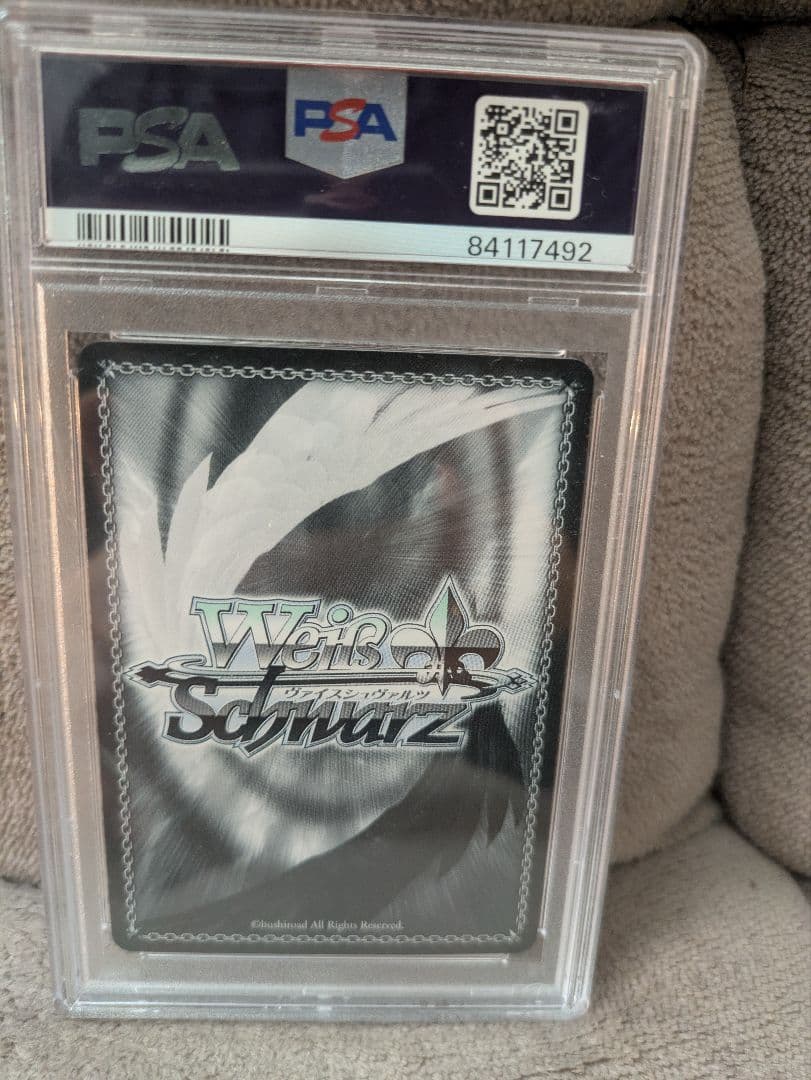 PSA
PSA
84117492
Weiß
ヴァイスシュヴァルツ
Schwarz
©bushiroad All Rights Reserved.